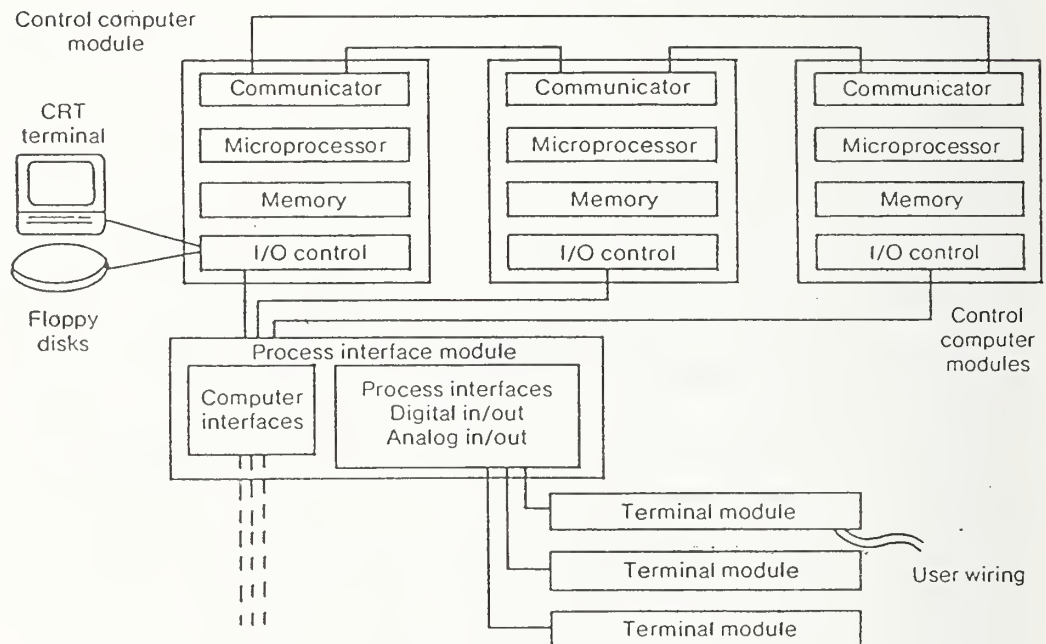 Control computer
module
CRT
terminal
Floppy
disks
Communicator
Microprocessor
Memory
I/O control
Communicator
Microprocessor
Memory
I/O control
Communicator
Microprocessor
Memory
I/O control
Control
computer
modules
Process interface module
Computer
interfaces
Process interfaces
Digital in/out
Analog in/out
Terminal module
Terminal module
Terminal module
User wiring